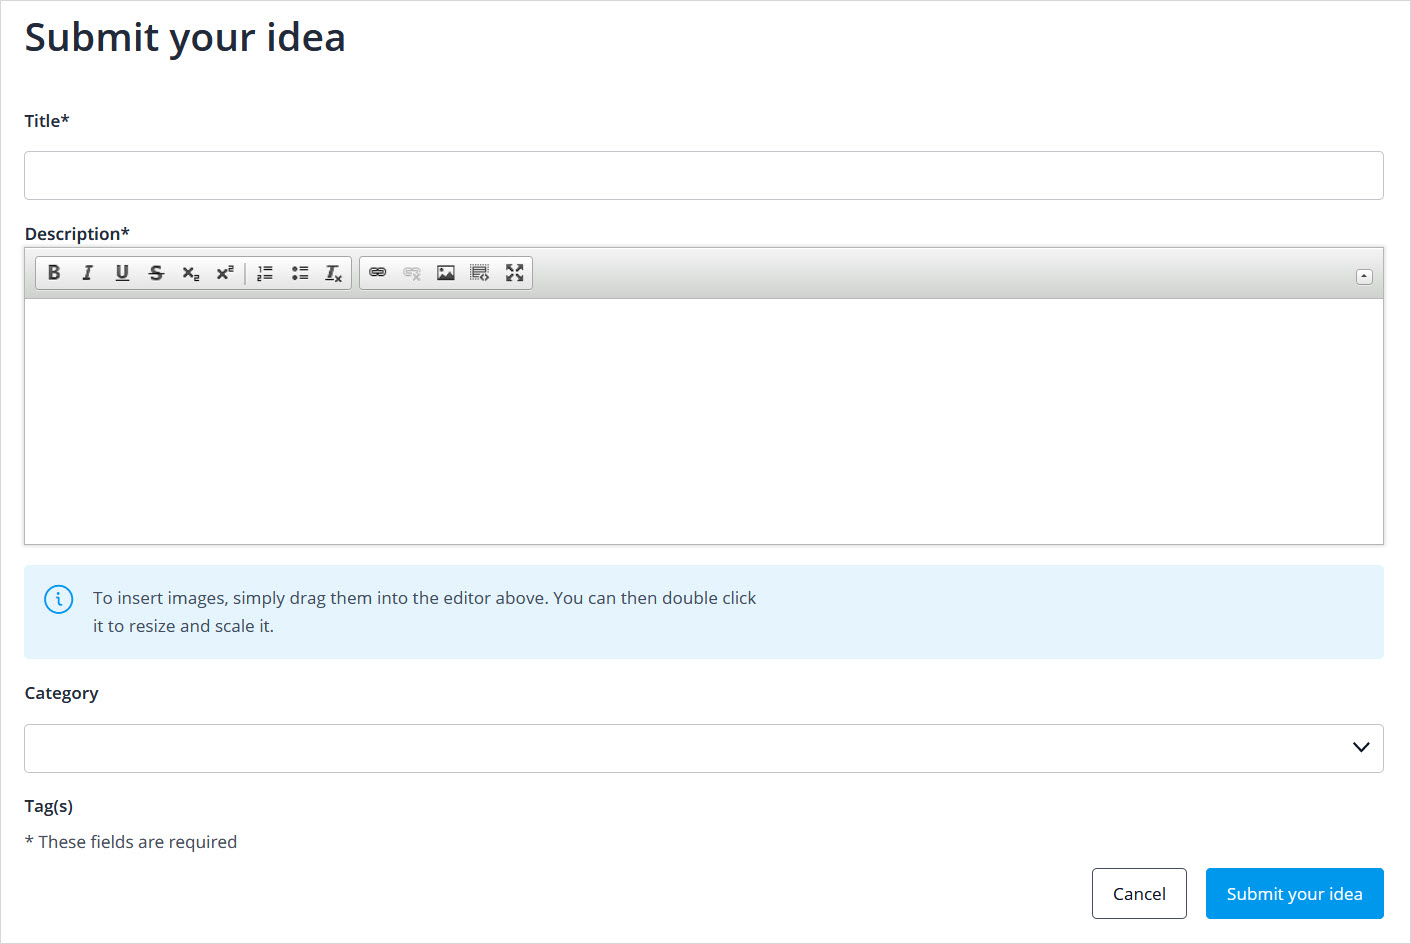 Submit your idea
Title*
Description*
To insert images, simply drag them into the editor above. You can then double click
it to resize and scale it.
Category
Tag(s)
* These fields are required
Cancel
Submit your idea